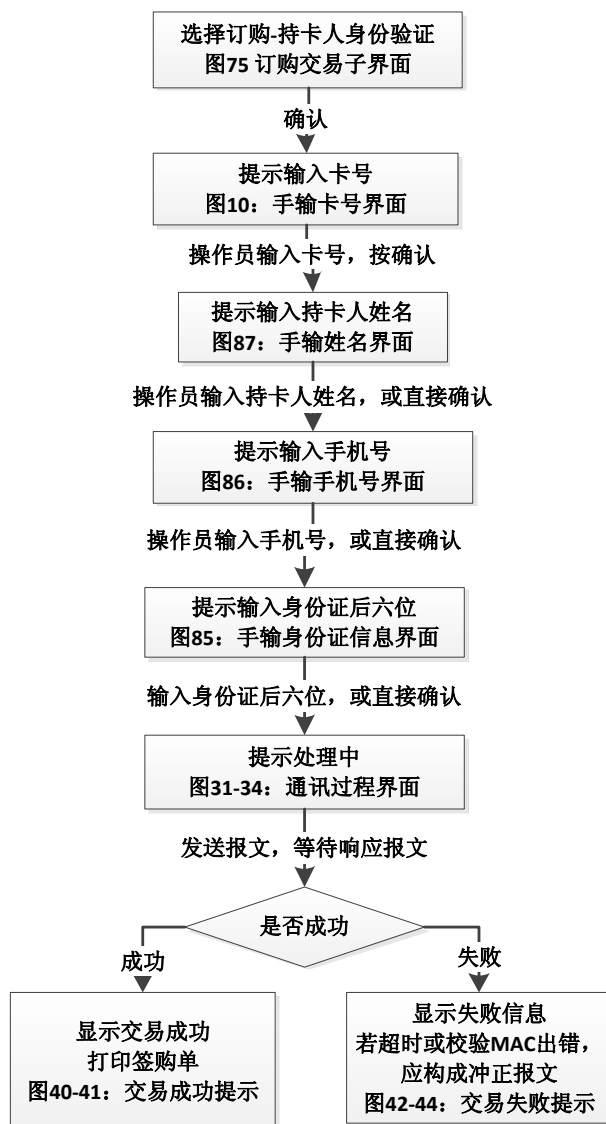 选择订购-持卡人身份验证
图75 订购交易子界面
确认
提示输入卡号
图10：手输卡号界面
操作员输入卡号，按确认
提示输入持卡人姓名
图87：手输姓名界面
操作员输入持卡人姓名，或直接确认
提示输入手机号
图86：手输手机号界面
操作员输入手机号，或直接确认
提示输入身份证后六位
图85：手输身份证信息界面
输入身份证后六位，或直接确认
提示处理中
图31-34：通讯过程界面
发送报文，等待响应报文
是否成功
成功
失败
显示交易成功
打印签购单
图40-41：交易成功提示
显示失败信息
若超时或校验MAC出错，
应构成冲正报文
图42-44：交易失败提示